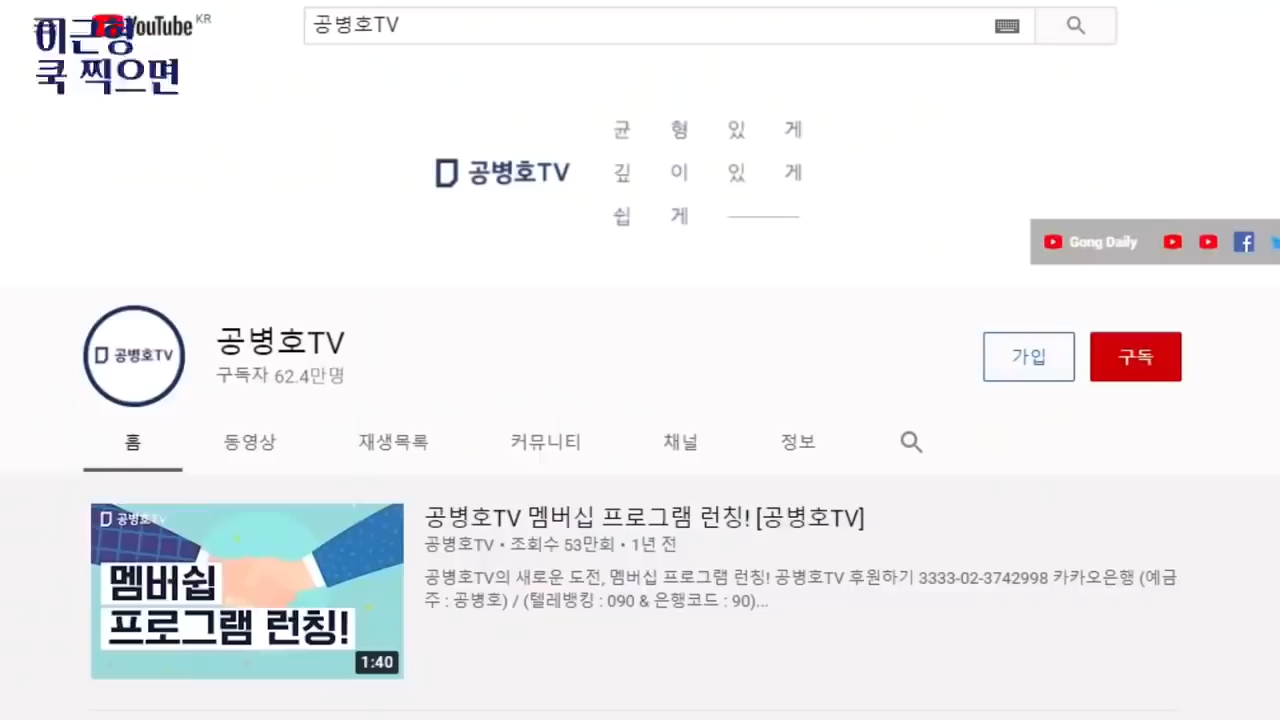 이근형
쿡 찍으면
YouTube KR
공병호TV
공병호TV
균 형 있 게
깊 이 있 게
쉽 게
Gong Daily
공병호TV
공병호TV
구독자 62.4만명
가입
구독
홈
동영상
재생목록
커뮤니티
채널
정보
공병호TV
멤버쉽
프로그램 런칭!
1:40
공병호TV 멤버십 프로그램 런칭! [공병호TV]
공병호TV • 조회수 53만회 • 1년 전
공병호TV의 새로운 도전, 멤버십 프로그램 런칭! 공병호TV 후원하기 3333-02-3742998 카카오은행 (예금
주 : 공병호) / (텔레뱅킹 : 090 & 은행코드 : 90)...